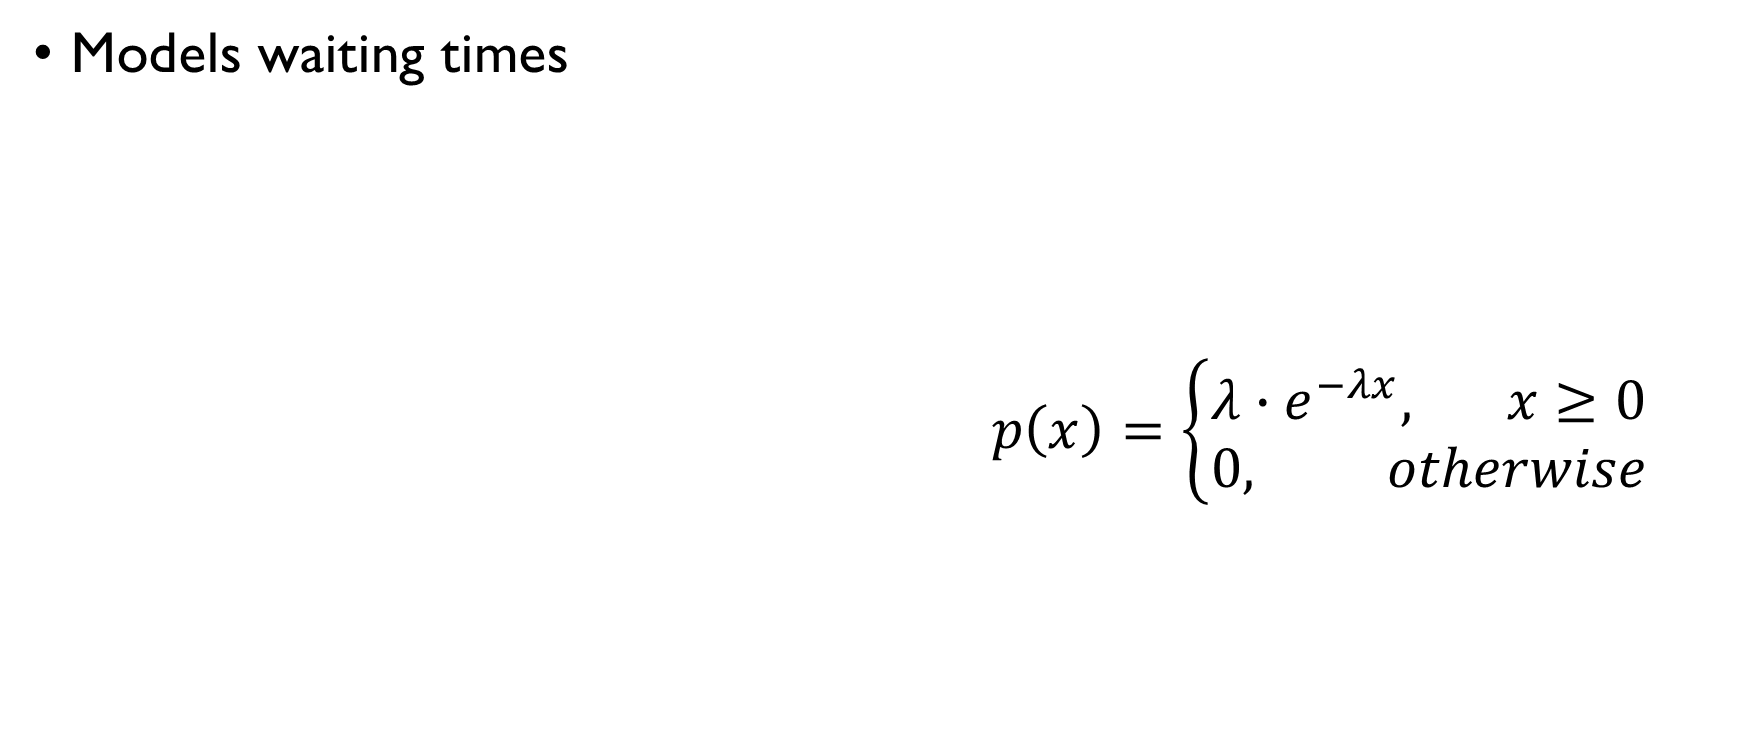 • Models waiting times
p(x) = {λ · e^{−λx}, x ≥ 0
0, otherwise